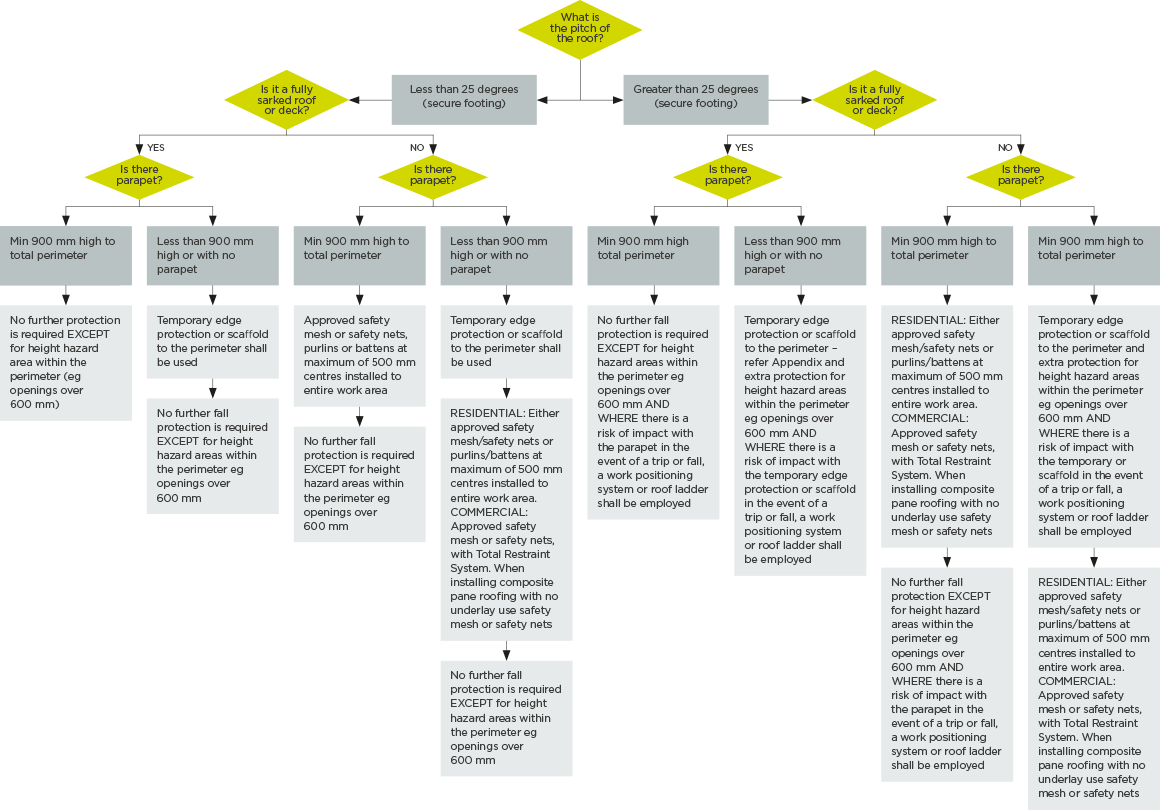 What is
the pitch of
the roof?
Is it a fully
sarked roof
or deck?
Less than 25 degrees
(secure footing)
Greater than 25 degrees
(secure footing)
Is it a fully
sarked roof
or deck?
YES
NO
YES
NO
Is there
parapet?
Is there
parapet?
Is there
parapet?
Is there
parapet?
Min 900 mm high to
total perimeter
Less than 900 mm
high or with no
parapet
Min 900 mm high to
total perimeter
Less than 900 mm
high or with no
parapet
Min 900 mm high
total perimeter
Less than 900 mm
high or with no
parapet
Min 900 mm high to
total perimeter
Min 900 mm high to
total perimeter
No further protection
is required EXCEPT
for height hazard
area within the
perimeter (eg
openings over
600 mm)
Temporary edge
protection or scaffold
to the perimeter shall
be used
No further fall
protection is required
EXCEPT for height
hazard areas within
the perimeter eg
openings over
600 mm
Approved safety
mesh or safety nets,
purlins or battens at
maximum of 500 mm
centres installed to
entire work area
No further fall
protection is required
EXCEPT for height
hazard areas within
the perimeter eg
openings over
600 mm
Temporary edge
protection or scaffold
to the perimeter shall
be used
RESIDENTIAL: Either
approved safety
mesh/safety nets or
purlins/battens at
maximum of 500 mm
centres installed to
entire work area.
COMMERCIAL:
Approved safety
mesh or safety nets,
with Total Restraint
System. When
installing composite
pane roofing with no
underlay use safety
mesh or safety nets
No further fall
protection is required
EXCEPT for height
hazard areas within
the perimeter eg
openings over
600 mm
No further fall
protection is required
EXCEPT for height
hazard areas within
the perimeter eg
openings over
600 mm AND
WHERE there is a
risk of impact with
the parapet in the
event of a trip or fall,
a work positioning
system or roof ladder
shall be employed
Temporary edge
protection or scaffold
to the perimeter –
refer Appendix and
extra protection for
height hazard areas
within the perimeter
eg openings over
600 mm AND
WHERE there is a
risk of impact with
the temporary edge
protection or scaffold
in the event of a
trip or fall, a work
positioning system
or roof ladder shall
be employed
RESIDENTIAL: Either
approved safety
mesh/safety nets or
purlins/battens at
maximum of 500 mm
centres installed to
entire work area.
COMMERCIAL:
Approved safety
mesh or safety nets,
with Total Restraint
System. When
installing composite
pane roofing with no
underlay use safety
mesh or safety nets
No further fall
protection EXCEPT
for height hazard
areas within the
perimeter eg
openings over
600 mm AND
WHERE there is a
risk of impact with
the parapet in the
event of a trip or fall,
a work positioning
system or roof ladder
shall be employed
Temporary edge
protection or scaffold
to the perimeter and
extra protection for
height hazard areas
within the perimeter
eg openings over
600 mm AND
WHERE there is a
risk of impact with
the temporary or
scaffold in the event
of a trip or fall, a
work positioning
system or roof ladder
shall be employed
RESIDENTIAL: Either
approved safety
mesh/safety nets or
purlins/battens at
maximum of 500 mm
centres installed to
entire work area.
COMMERCIAL:
Approved safety
mesh or safety nets,
with Total Restraint
System. When
installing composite
pane roofing with no
underlay use safety
mesh or safety nets